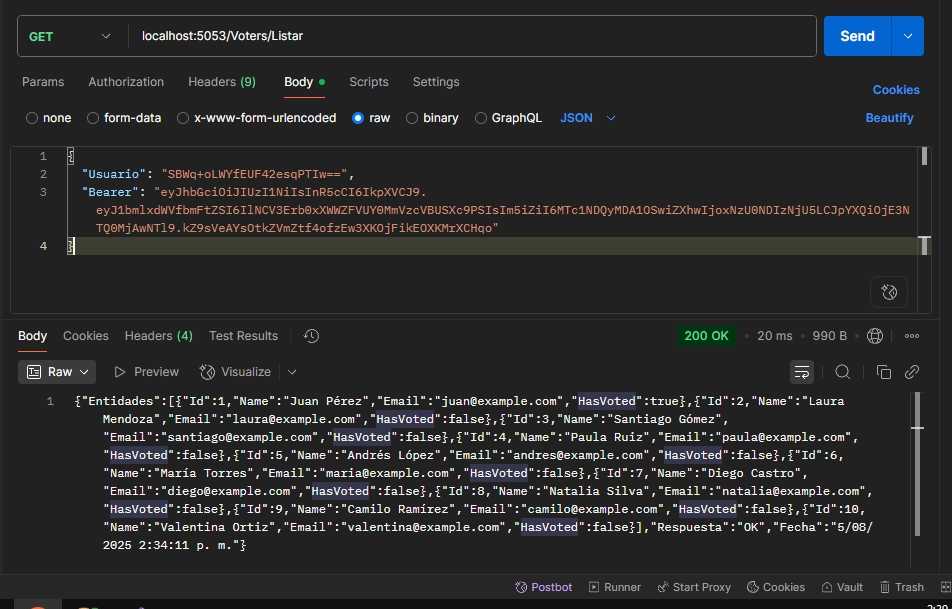 GET localhost:5053/Voters/Listar Send
Params Authorization Headers (9) Body Scripts Settings Cookies
none form-data x-www-form-urlencoded raw binary GraphQL JSON Beautify
1 {
2 "Usuario": "SBWq+oLWYfEUF42esqPTIw==",
3 "Bearer": "eyJhbGciOiJIUzI1NiIsInR5cCI6IkpXVCJ9.
eyJ1bmlxdWVfbmFtZSI6IlNCV3Erb0xXWWZFVUY0MmVzcVBUSXc9PSIsIm5iZiI6MTc1NDQyMDA1OSwiZXhwIjoxNzU0NDIzNjU5LCJpYXQiOjE3N
TQ0MjAwNTl9.kZ9sVeAYsOtkZVmZtf4ofzEw3XKOjFikEOXKMrXCHqo"
4 }
Body Cookies Headers (4) Test Results 200 OK 20 ms 990 B
Raw Preview Visualize
1 {"Entidades":[{"Id":1,"Name":"Juan Pérez","Email":"juan@example.com","HasVoted":true},{"Id":2,"Name":"Laura
Mendoza","Email":"laura@example.com","HasVoted":false},{"Id":3,"Name":"Santiago Gómez",
"Email":"santiago@example.com","HasVoted":false},{"Id":4,"Name":"Paula Ruiz","Email":"paula@example.com",
"HasVoted":false},{"Id":5,"Name":"Andrés López","Email":"andres@example.com","HasVoted":false},{"Id":6,
"Name":"María Torres","Email":"maria@example.com","HasVoted":false},{"Id":7,"Name":"Diego Castro",
"Email":"diego@example.com","HasVoted":false},{"Id":8,"Name":"Natalia Silva","Email":"natalia@example.com",
"HasVoted":false},{"Id":9,"Name":"Camilo Ramírez","Email":"camilo@example.com","HasVoted":false},{"Id":10,
"Name":"Valentina Ortiz","Email":"valentina@example.com","HasVoted":false}],"Respuesta":"OK","Fecha":"5/08/
2025 2:34:11 p. m."}
Postbot Runner Start Proxy Cookies Vault Trash